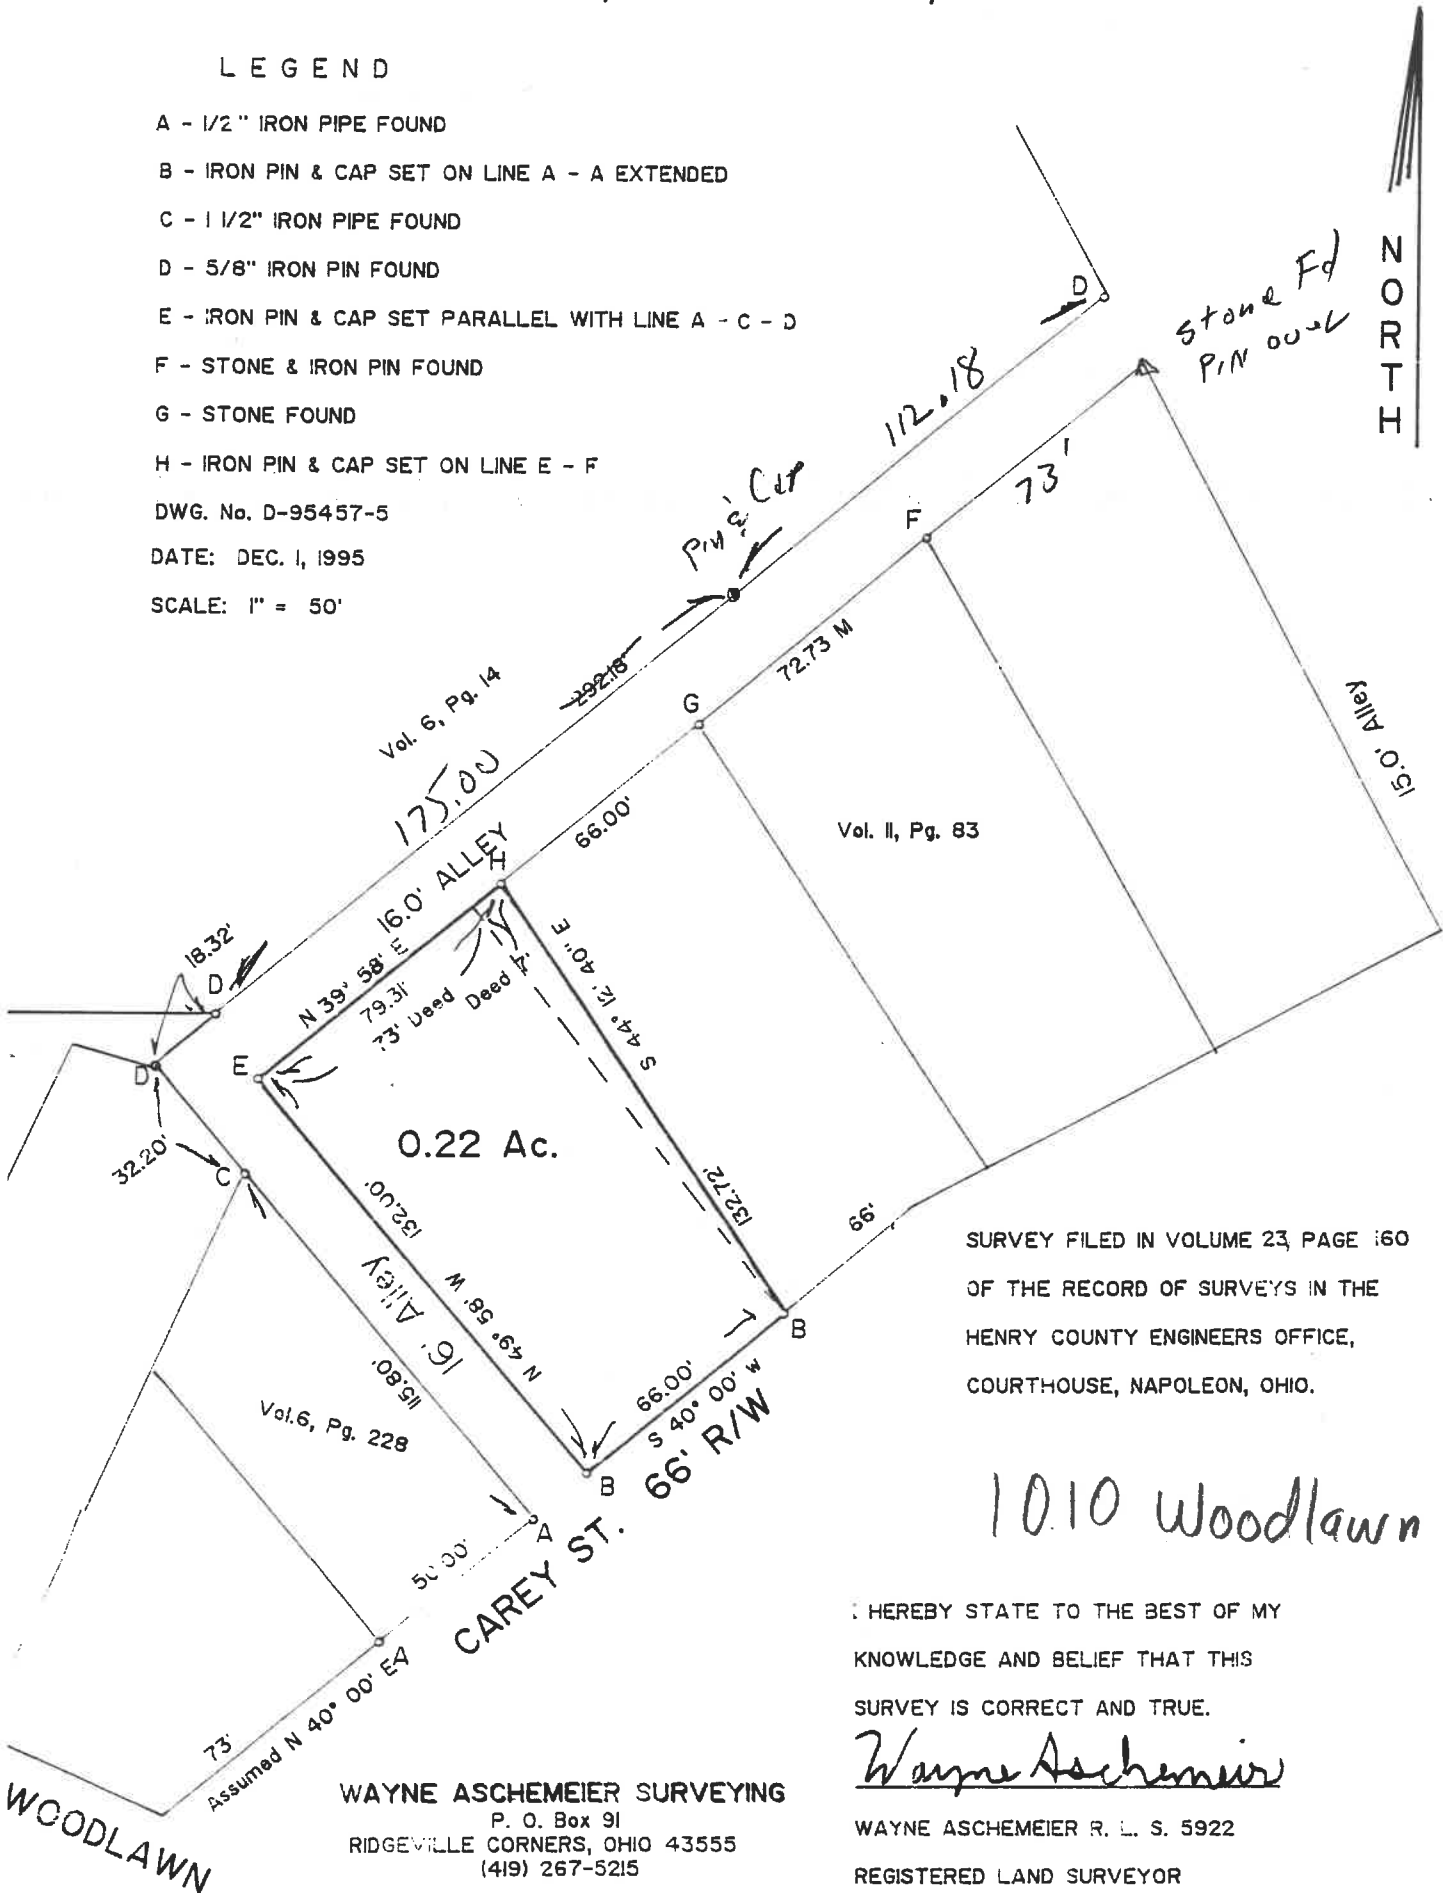 LEGEND
A - 1/2" IRON PIPE FOUND
B - IRON PIN & CAP SET ON LINE A - A EXTENDED
C - 1 1/2" IRON PIPE FOUND
D - 5/8" IRON PIN FOUND
E - IRON PIN & CAP SET PARALLEL WITH LINE A - C - D
F - STONE & IRON PIN FOUND
G - STONE FOUND
H - IRON PIN & CAP SET ON LINE E - F
DWG. No. D-95457-5
DATE: DEC. 1, 1995
SCALE: 1" = 50'
NORTH
D
Stone Fd
PIN over
112.18
73'
Pin & Cap
F
292.18'
72.73 M
Vol. 6, Pg. 14
G
15.0' Alley
175.00
66.00'
Vol. 11, Pg. 83
16.0' ALLEY
H
18.32'
D
N 39° 58' E
79.31'
73' Deed
Deed
S 44° 12' 40" E
E
D
0.22 Ac.
32.20'
C
132.00'
132.72'
16' Alley
N 49° 58' W
115.80'
66'
B
Vol.6, Pg. 228
66.00'
S 40° 00' W
66' R/W
B
A
50.00'
CAREY ST.
A
Assumed N 40° 00' E
73'
WOODLAWN
SURVEY FILED IN VOLUME 23, PAGE 160
OF THE RECORD OF SURVEYS IN THE
HENRY COUNTY ENGINEERS OFFICE,
COURTHOUSE, NAPOLEON, OHIO.
1010 Woodlawn
I HEREBY STATE TO THE BEST OF MY
KNOWLEDGE AND BELIEF THAT THIS
SURVEY IS CORRECT AND TRUE.
Wayne Aschemeier
WAYNE ASCHEMEIER R. L. S. 5922
REGISTERED LAND SURVEYOR
WAYNE ASCHEMEIER SURVEYING
P. O. Box 91
RIDGEVILLE CORNERS, OHIO 43555
(419) 267-5215